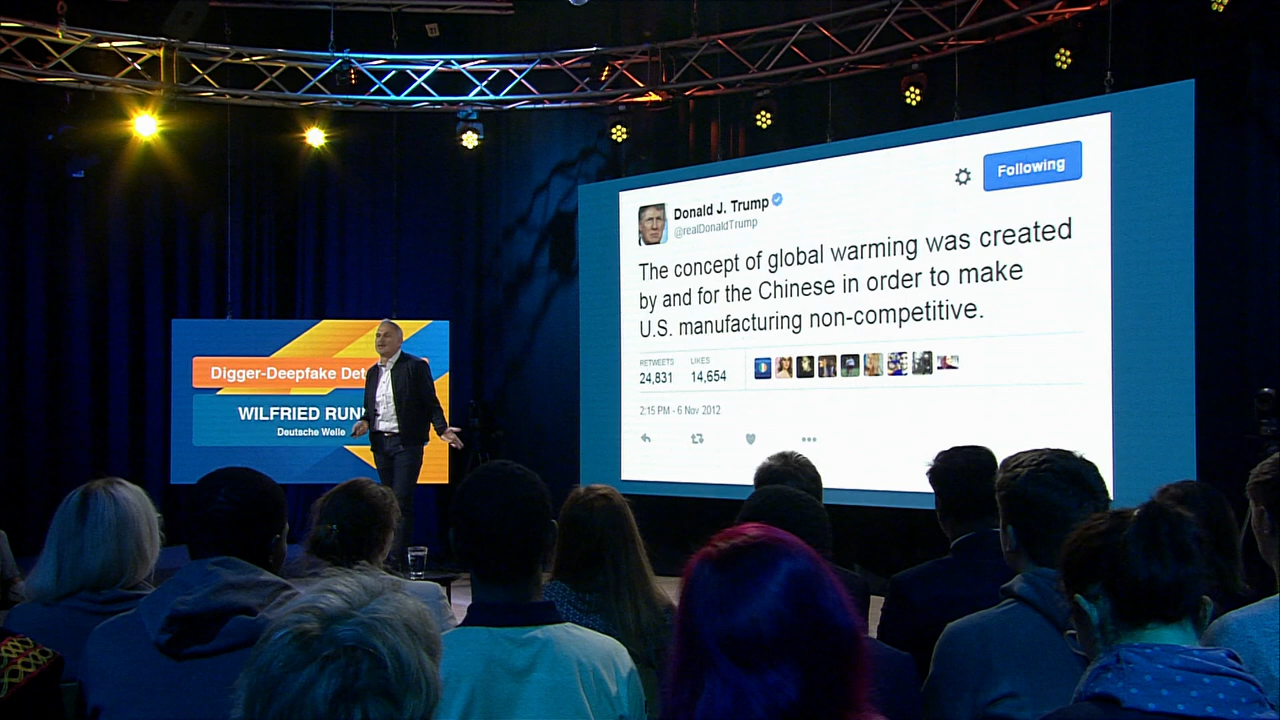 Digger-Deepfake
WILFRIED
Deutsche Welle
Following
Donald J. Trump
@realDonaldTrump
The concept of global warming was created
by and for the Chinese in order to make
U.S. manufacturing non-competitive.
RETWEETS LIKES
24,831 14,654
2:15 PM - 6 Nov 2012